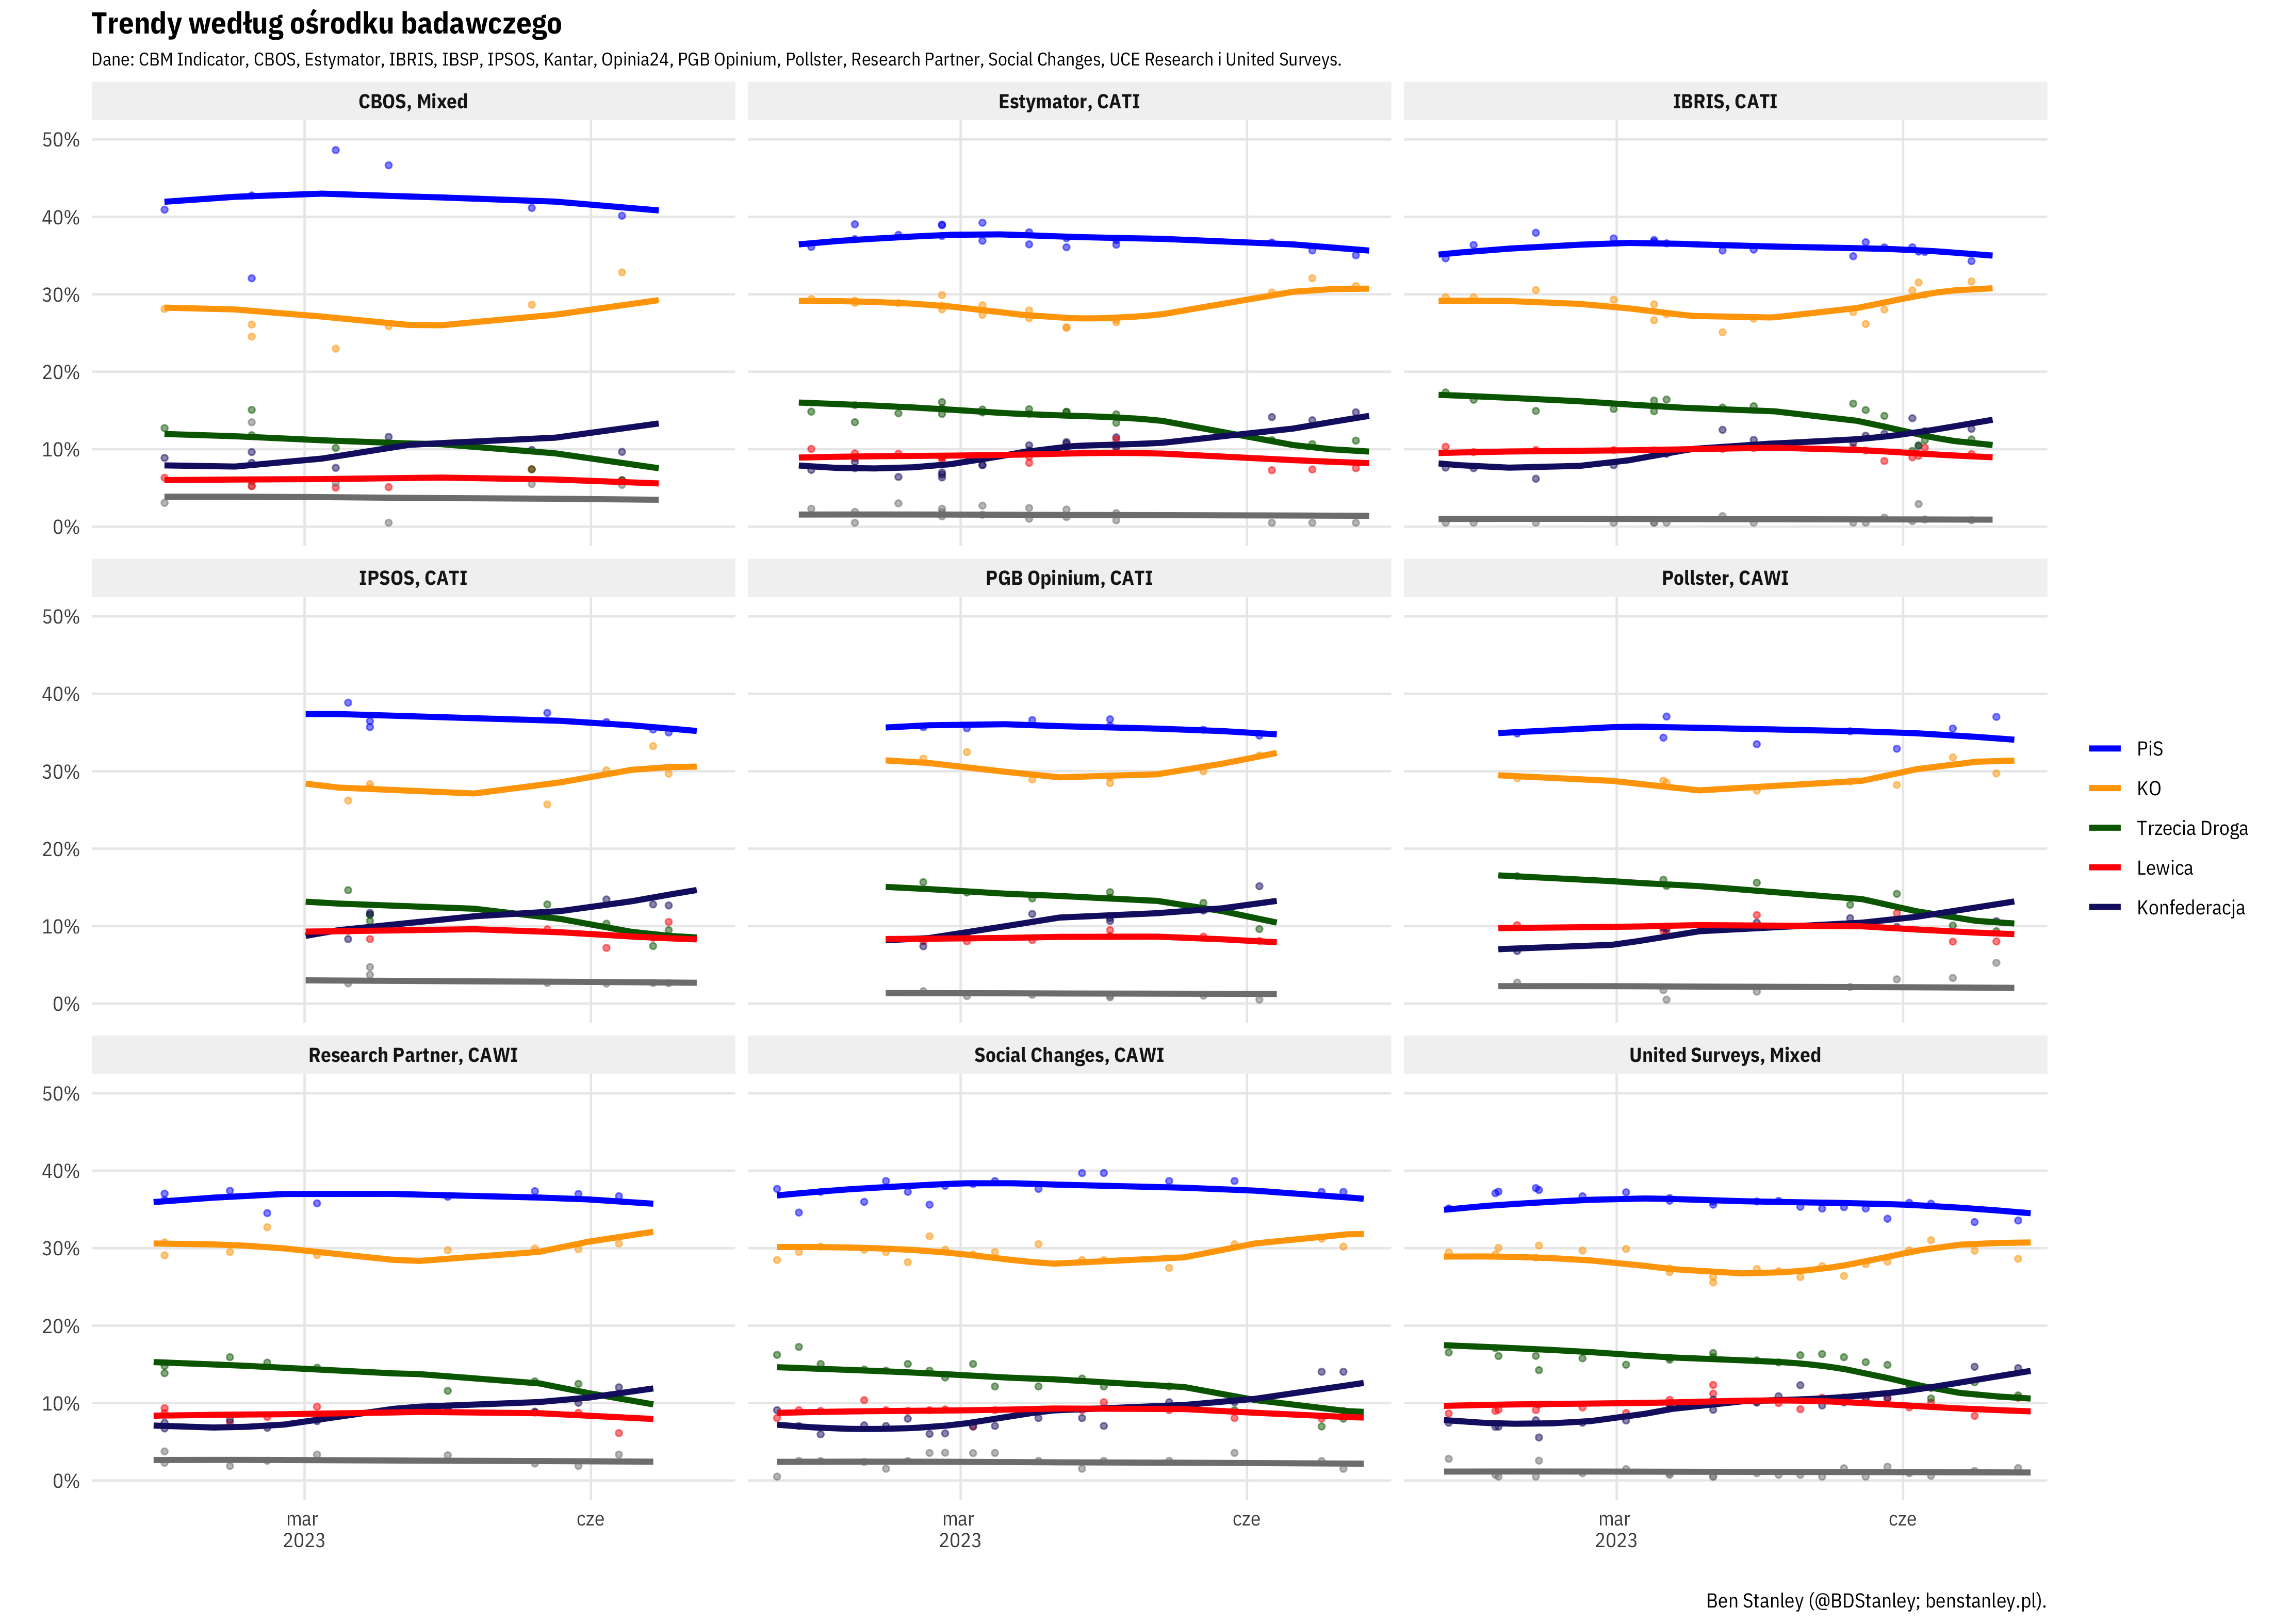 Trendy według ośrodku badawczego
Dane: CBM Indicator, CBOS, Estymator, IBRIS, IBSP, IPSOS, Kantar, Opinia24, PGB Opinium, Pollster, Research Partner, Social Changes, UCE Research i United Surveys.
CBOS, Mixed
Estymator, CATI
IBRIS, CATI
50%
40%
30%
20%
10%
0%
IPSOS, CATI
PGB Opinium, CATI
Pollster, CAWI
50%
40%
30%
20%
10%
0%
PiS
KO
Trzecia Droga
Lewica
Konfederacja
Research Partner, CAWI
Social Changes, CAWI
United Surveys, Mixed
50%
40%
30%
20%
10%
0%
mar
2023
cze
mar
2023
cze
mar
2023
cze
Ben Stanley (@BDStanley; benstanley.pl).